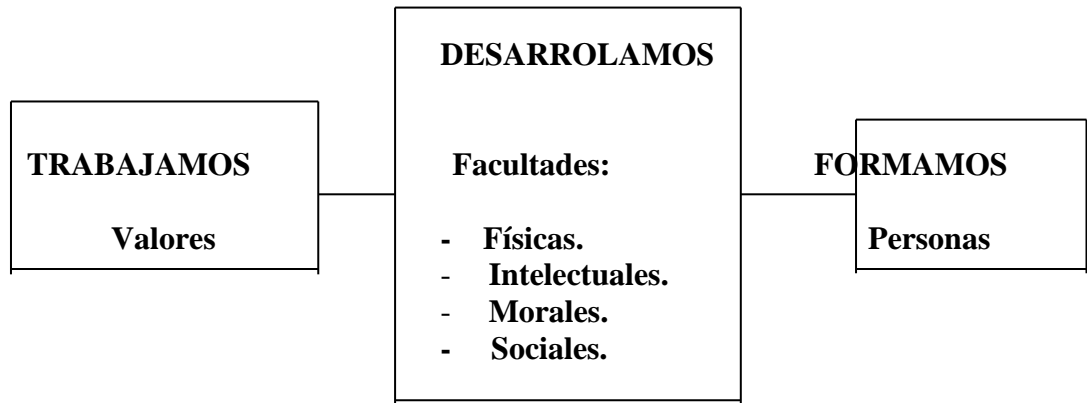 DESARROLAMOS
TRABAJAMOS
Valores
Facultades:
- Físicas.
- Intelectuales.
- Morales.
- Sociales.
FORMAMOS
Personas